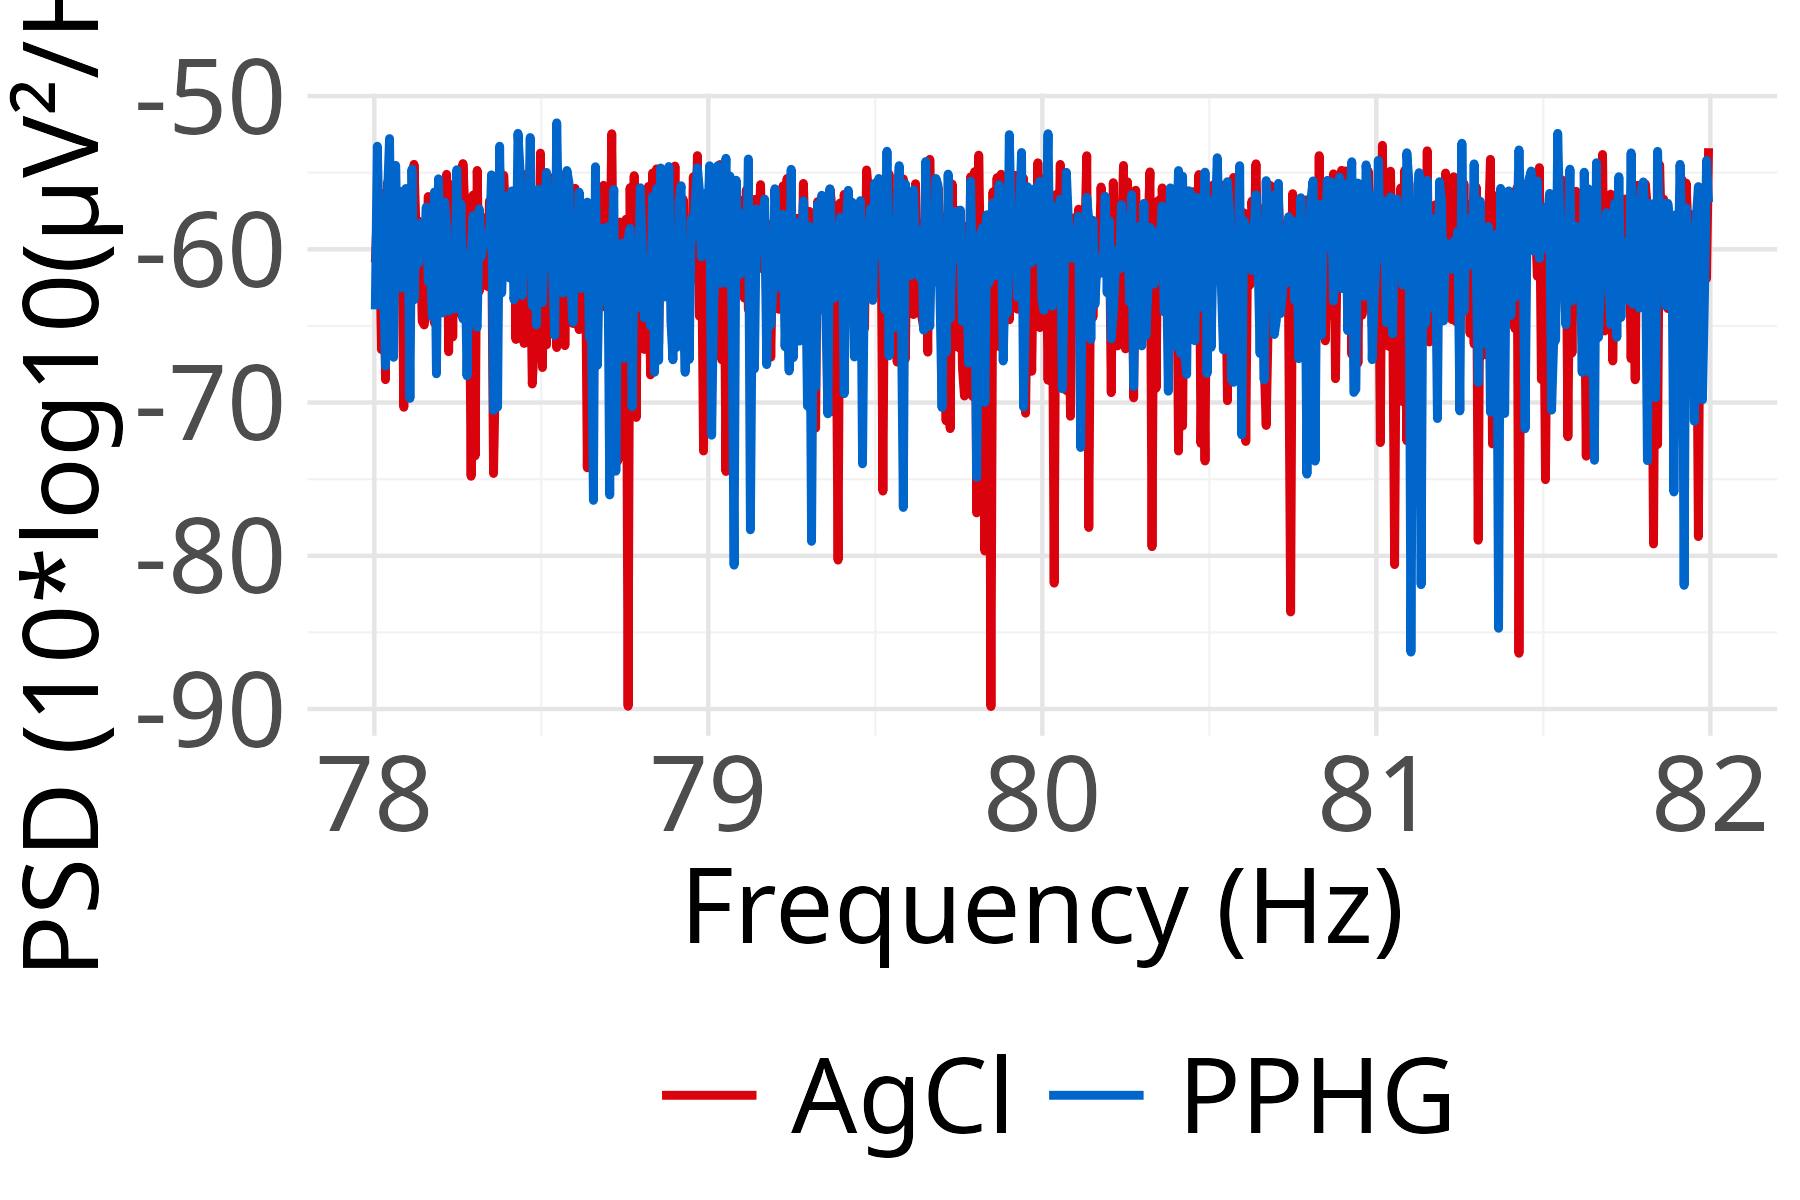 PSD (10*log10(µV²/H
-50
-60
-70
-80
-90
78 79 80 81 82
Frequency (Hz)
AgCl PPHG